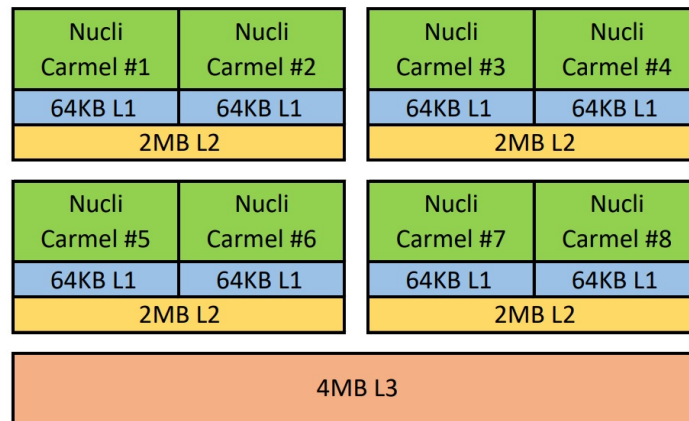 Nucli
Carmel #1
Nucli
Carmel #2
Nucli
Carmel #3
Nucli
Carmel #4
64KB L1
64KB L1
64KB L1
64KB L1
2MB L2
2MB L2
Nucli
Carmel #5
Nucli
Carmel #6
Nucli
Carmel #7
Nucli
Carmel #8
64KB L1
64KB L1
64KB L1
64KB L1
2MB L2
2MB L2
4MB L3